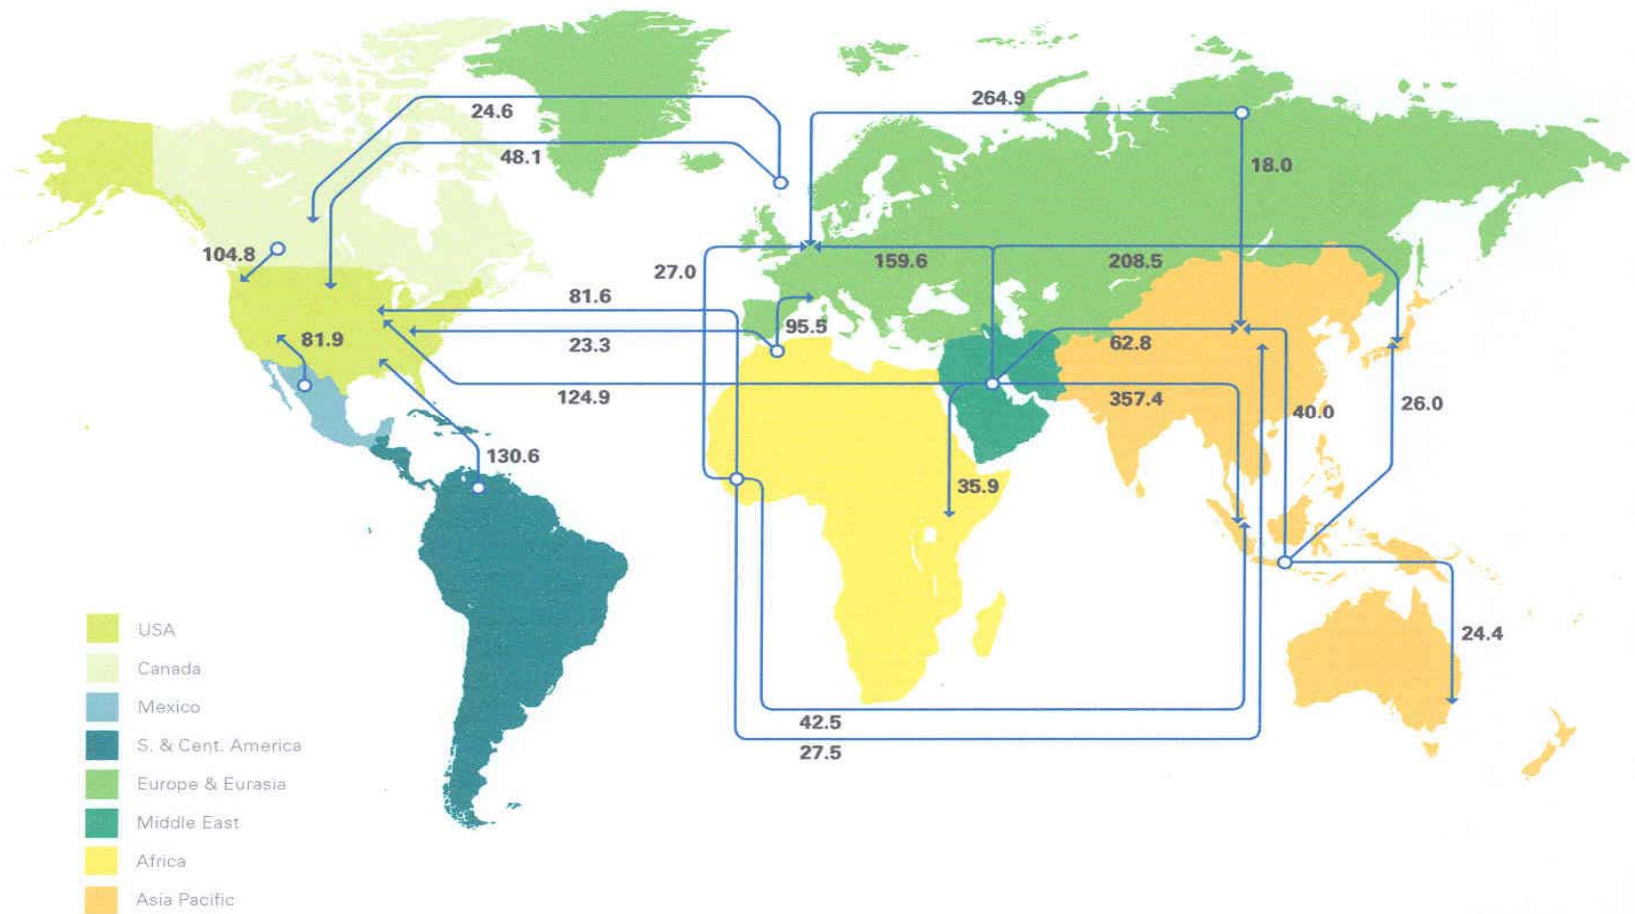 24.6
264.9
48.1
18.0
104.8
27.0
159.6
208.5
81.6
95.5
81.9
23.3
62.8
124.9
357.4
40.0
26.0
130.6
35.9
24.4
42.5
27.5
USA
Canada
Mexico
S. & Cent. America
Europe & Eurasia
Middle East
Africa
Asia Pacific